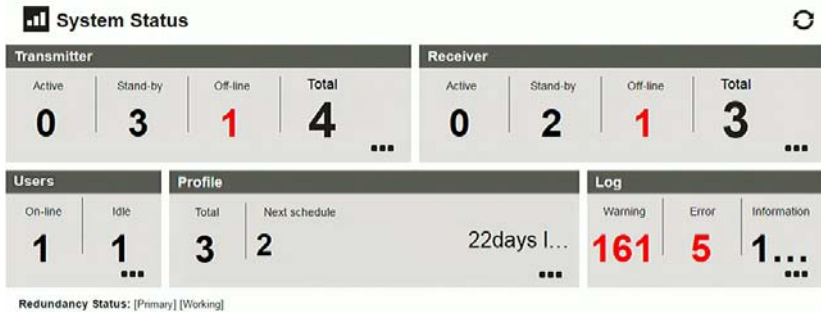 System Status
Transmitter
Active Stand-by Off-line Total
0 3 1 4
Receiver
Active Stand-by Off-line Total
0 2 1 3
Users
On-line Idle
1 1
Profile
Total Next schedule
3 2 22days l...
Log
Warning Error Information
161 5 1...
Redundancy Status: [Primary] [Working]